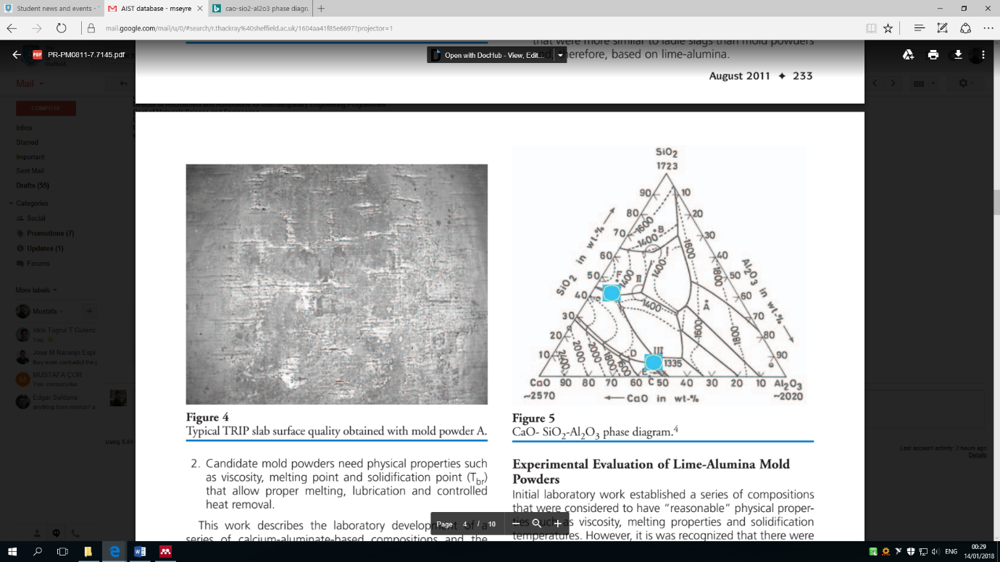 Student news and events -
AIST database - mseyre
cao-sio2-al2o3 phase diagra
mail.google.com/mail/u/0/#search/r.thackray%40sheffield.ac.uk/1604aa41f85e6697?projector=1
PR-PM0811-7.7145.pdf
Open with DocHub - View, Edit...
that were more similar to ladle slags than mold powders
therefore, based on lime-alumina.
August 2011 ✦ 233
Mail
COMPOSE
Inbox
Starred
Important
Sent Mail
Drafts (55)
Categories
Social
Promotions (7)
Updates (1)
Forums
More labels
Mustafa
Idris Tugrul T Gulenc
Jose M Naranjo Espi
they even contradict the s
MUSTAFA ÇOR
Edgar Saldana
anything from mexico? a
Using 5.04
Last account activity: 2 hours ago
Details
SiO2
1723
90 10
80 20
70 30
60 40
50 50
40 60
30 70
20 80
10 90
SiO2 in wt-%
Al2O3 in wt-%
1600
1400
B
I
1600
1800
F
1400
II
1400
1400
A
1600
1800
D
III
1335
E
2400
2000
2000
1800
1600
CaO 90 80 70 60 C 50 40 30 20 10 Al2O3
~2570 ←CaO in wt-% ~2020
Figure 4
Typical TRIP slab surface quality obtained with mold powder A.
Figure 5
CaO- SiO2-Al2O3 phase diagram.4
2. Candidate mold powders need physical properties such
as viscosity, melting point and solidification point (Tbr)
that allow proper melting, lubrication and controlled
heat removal.
This work describes the laboratory development of a
series of calcium-aluminate-based compositions and the
Experimental Evaluation of Lime-Alumina Mold
Powders
Initial laboratory work established a series of compositions
that were considered to have "reasonable" physical proper-
ties such as viscosity, melting properties and solidification
temperatures. However, it is was recognized that there were
Page 4 / 10
ENG
00:29
14/01/2018